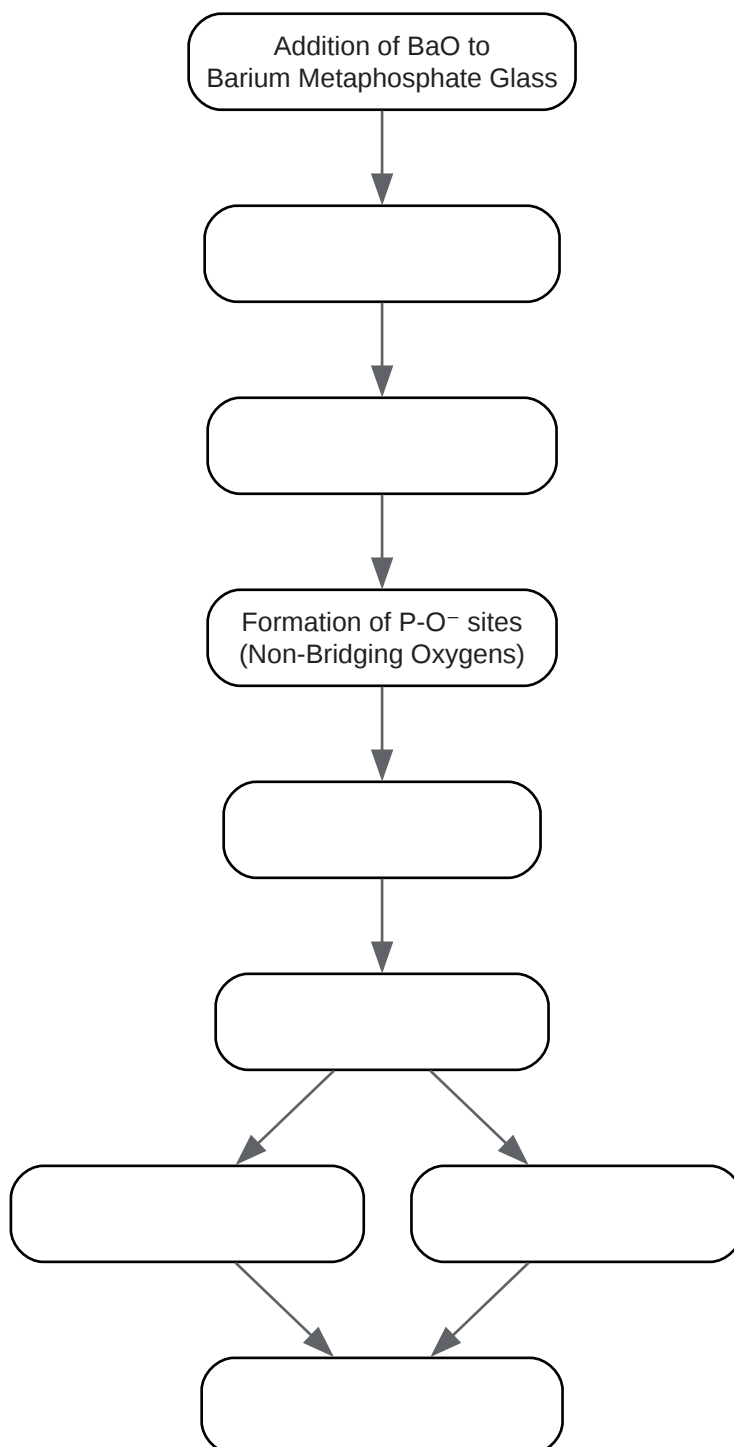 Addition of BaO to
Barium Metaphosphate Glass
Formation of P-O⁻ sites
(Non-Bridging Oxygens)